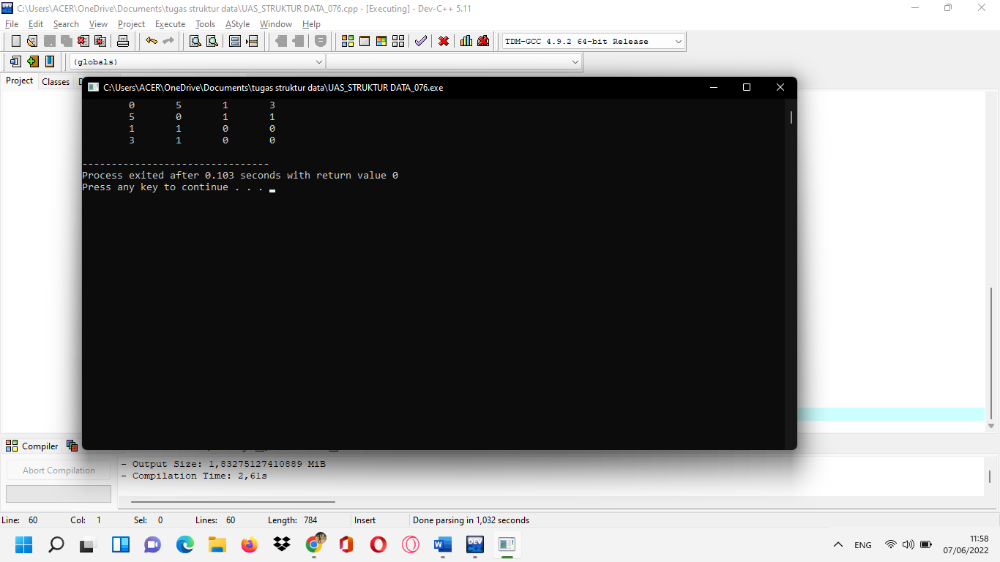 C:\Users\ACER\OneDrive\Documents\tugas struktur data\UAS_STRUKTUR DATA_076.cpp - [Executing] - Dev-C++ 5.11
File Edit Search View Project Execute Tools AStyle Window Help
TDM-GCC 4.9.2 64-bit Release
(globals)
Project Classes
C:\Users\ACER\OneDrive\Documents\tugas struktur data\UAS_STRUKTUR DATA_076.exe
0 5 1 3
5 0 1 1
1 1 0 0
3 1 0 0
--------------------------------
Process exited after 0.103 seconds with return value 0
Press any key to continue . . .
Compiler
Abort Compilation
- Output Size: 1,83275127410889 MiB
- Compilation Time: 2,61s
Line: 60 Col: 1 Sel: 0 Lines: 60 Length: 784 Insert Done parsing in 1,032 seconds
ENG
11:58
07/06/2022